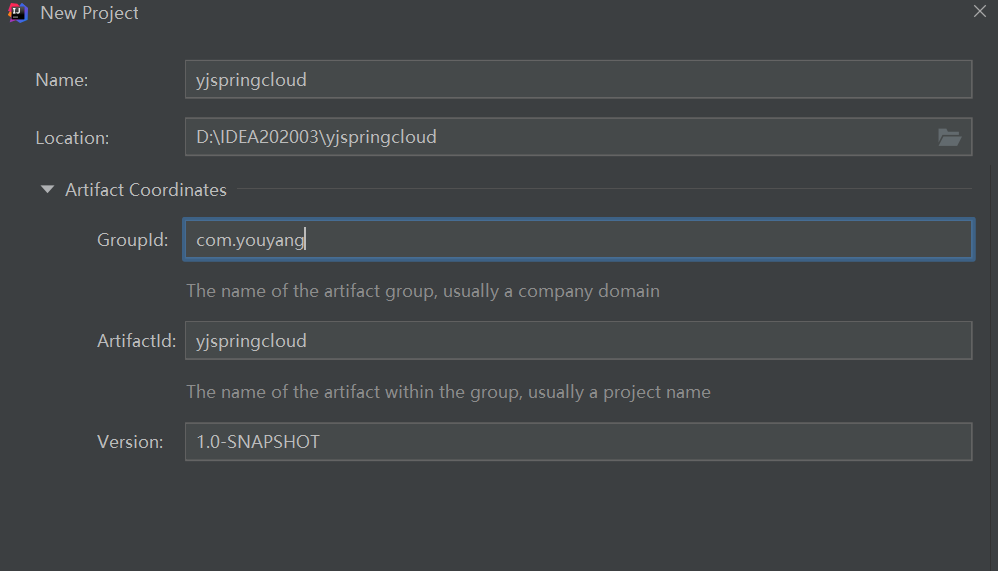 New Project
Name: yjspringcloud
Location: D:\IDEA202003\yjspringcloud
Artifact Coordinates
GroupId: com.youyang
The name of the artifact group, usually a company domain
ArtifactId: yjspringcloud
The name of the artifact within the group, usually a project name
Version: 1.0-SNAPSHOT